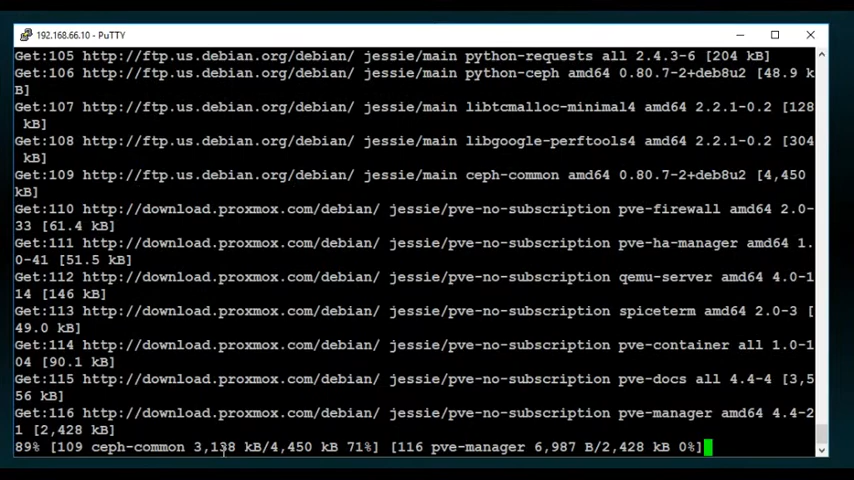 192.168.66.10 - PuTTY
Get:105 http://ftp.us.debian.org/debian/ jessie/main python-requests all 2.4.3-6 [204 kB]
Get:106 http://ftp.us.debian.org/debian/ jessie/main python-ceph amd64 0.80.7-2+deb8u2 [48.9 k
B]
Get:107 http://ftp.us.debian.org/debian/ jessie/main libtcmalloc-minimal4 amd64 2.2.1-0.2 [128
 kB]
Get:108 http://ftp.us.debian.org/debian/ jessie/main libgoogle-perftools4 amd64 2.2.1-0.2 [304
 kB]
Get:109 http://ftp.us.debian.org/debian/ jessie/main ceph-common amd64 0.80.7-2+deb8u2 [4,450
kB]
Get:110 http://download.proxmox.com/debian/ jessie/pve-no-subscription pve-firewall amd64 2.0-
33 [61.4 kB]
Get:111 http://download.proxmox.com/debian/ jessie/pve-no-subscription pve-ha-manager amd64 1.
0-41 [51.5 kB]
Get:112 http://download.proxmox.com/debian/ jessie/pve-no-subscription qemu-server amd64 4.0-1
14 [146 kB]
Get:113 http://download.proxmox.com/debian/ jessie/pve-no-subscription spiceterm amd64 2.0-3 [
49.0 kB]
Get:114 http://download.proxmox.com/debian/ jessie/pve-no-subscription pve-container all 1.0-1
04 [90.1 kB]
Get:115 http://download.proxmox.com/debian/ jessie/pve-no-subscription pve-docs all 4.4-4 [3,5
56 kB]
Get:116 http://download.proxmox.com/debian/ jessie/pve-no-subscription pve-manager amd64 4.4-2
1 [2,428 kB]
89% [109 ceph-common 3,138 kB/4,450 kB 71%] [116 pve-manager 6,987 B/2,428 kB 0%]